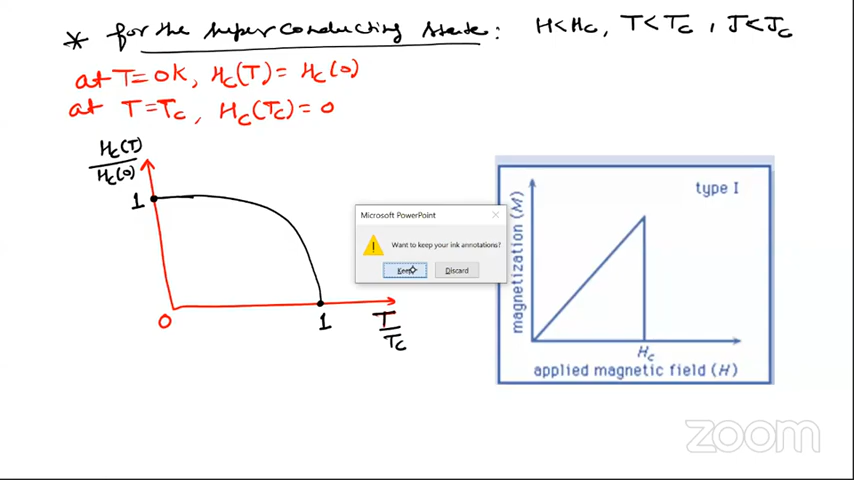 * for the superconducting state: H<Hc, T<Tc, J<Jc
at T=0K, Hc(T) = Hc(0)
at T=Tc, Hc(Tc) = 0
Hc(T)
Hc(0)
1
0
1
T
Tc
Microsoft PowerPoint
Want to keep your ink annotations?
Keep
Discard
type I
magnetization (M)
Hc
applied magnetic field (H)
zoom